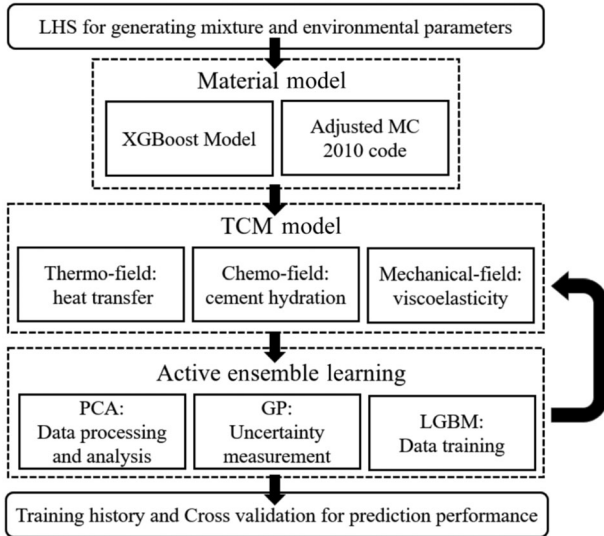 LHS for generating mixture and environmental parameters
Material model
XGBoost Model
Adjusted MC
2010 code
TCM model
Thermo-field:
heat transfer
Chemo-field:
cement hydration
Mechanical-field:
viscoelasticity
Active ensemble learning
PCA:
Data processing
and analysis
GP:
Uncertainty
measurement
LGBM:
Data training
Training history and Cross validation for prediction performance